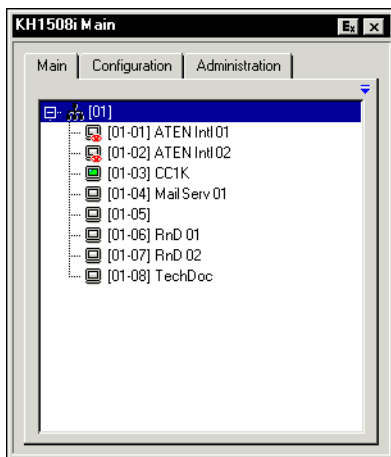 KH1508i Main
Ex
Main Configuration Administration
[01]
[01-01] ATEN Intl 01
[01-02] ATEN Intl 02
[01-03] CC1K
[01-04] Mail Serv 01
[01-05]
[01-06] RnD 01
[01-07] RnD 02
[01-08] TechDoc